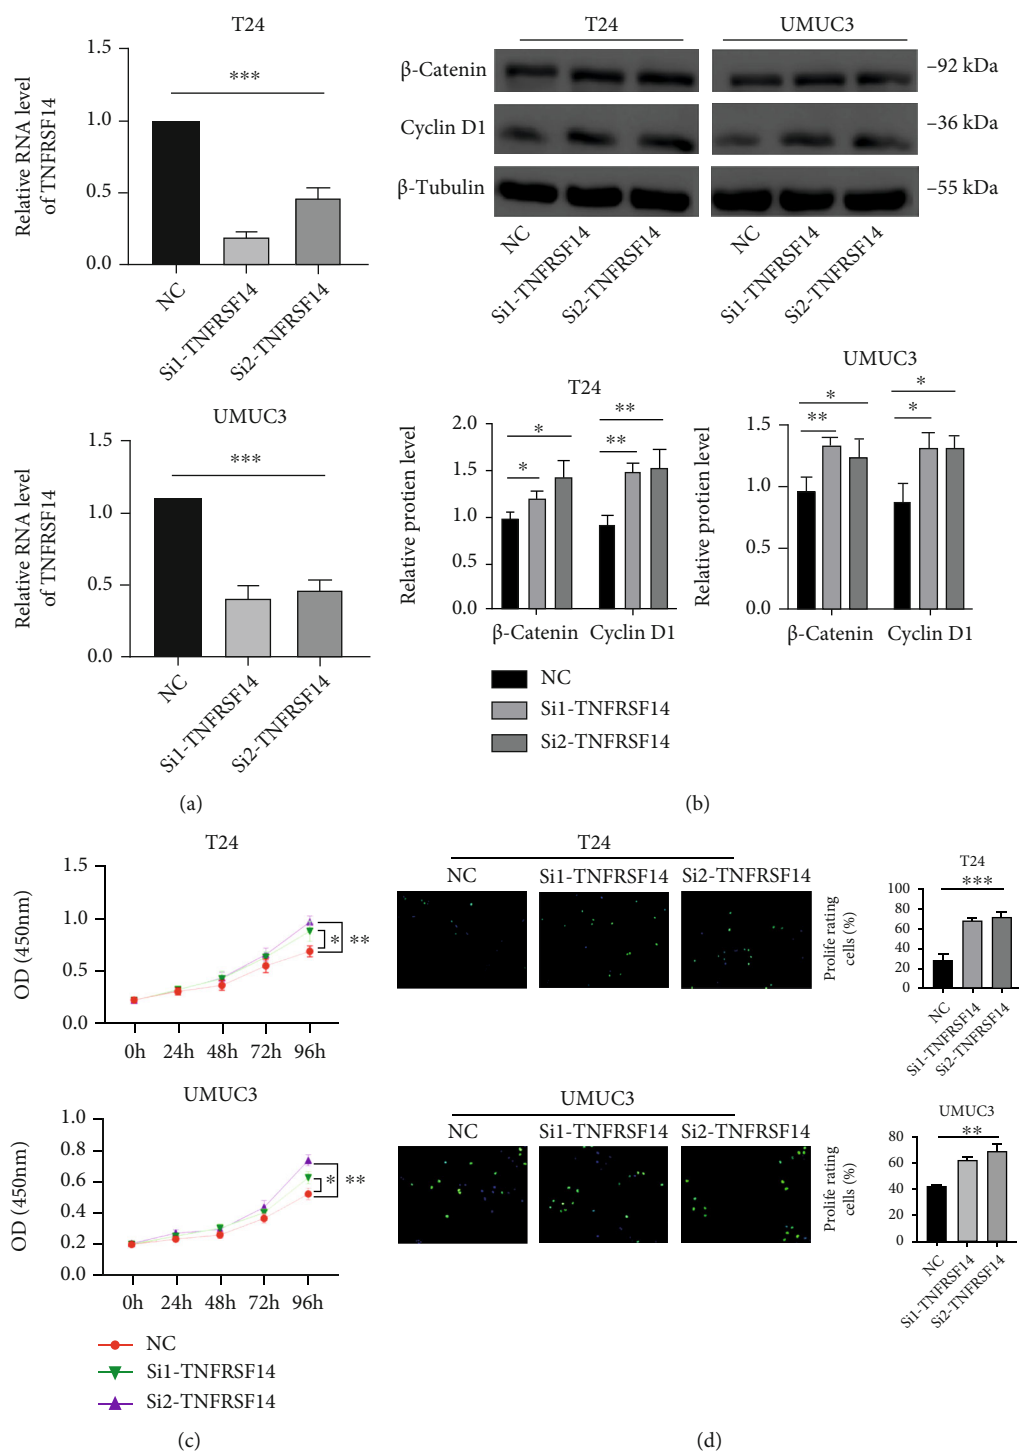 T24
Relative RNA level
of TNFRSF14
1.5
1.0
0.5
0.0
***
NC
Si1-TNFRSF14
Si2-TNFRSF14
UMUC3
Relative RNA level
of TNFRSF14
1.5
1.0
0.5
0.0
***
NC
Si1-TNFRSF14
Si2-TNFRSF14
(a)
T24 UMUC3
β-Catenin –92 kDa
Cyclin D1 –36 kDa
β-Tubulin –55 kDa
NC
Si1-TNFRSF14
Si2-TNFRSF14
NC
Si1-TNFRSF14
Si2-TNFRSF14
T24
Relative protien level
2.0
1.5
1.0
0.5
0.0
*
*
**
**
β-Catenin Cyclin D1
UMUC3
Relative protien level
1.5
1.0
0.5
0.0
*
**
*
*
β-Catenin Cyclin D1
NC
Si1-TNFRSF14
Si2-TNFRSF14
(b)
T24
OD (450nm)
1.5
1.0
0.5
0.0
* **
0h 24h 48h 72h 96h
UMUC3
OD (450nm)
1.0
0.8
0.6
0.4
0.2
0.0
* **
0h 24h 48h 72h 96h
NC
Si1-TNFRSF14
Si2-TNFRSF14
(c)
T24
NC Si1-TNFRSF14 Si2-TNFRSF14
T24
Prolife rating
cells (%)
100
80
60
40
20
0
***
NC
Si1-TNFRSF14
Si2-TNFRSF14
UMUC3
NC Si1-TNFRSF14 Si2-TNFRSF14
UMUC3
Prolife rating
cells (%)
80
60
40
20
0
**
NC
Si1-TNFRSF14
Si2-TNFRSF14
(d)